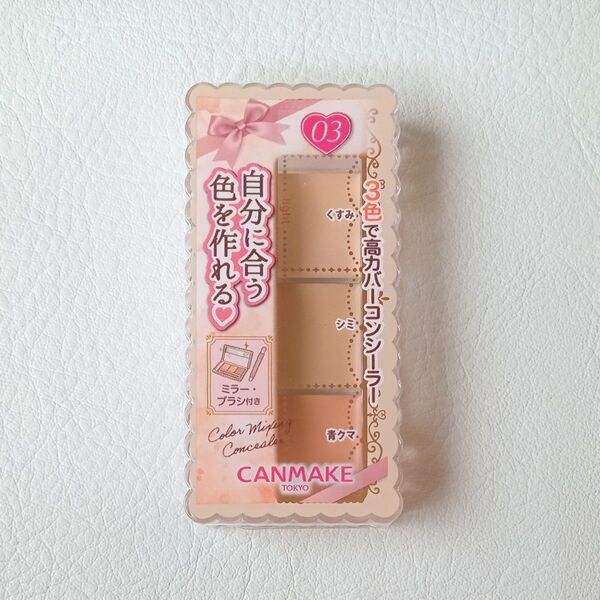 03
自分に合う
色を作れる
3色で高カバーコンシーラー
light
くすみ
シミ
青クマ
ミラー・
ブラシ付き
Color Mixing
Concealer
CANMAKE
TOKYO